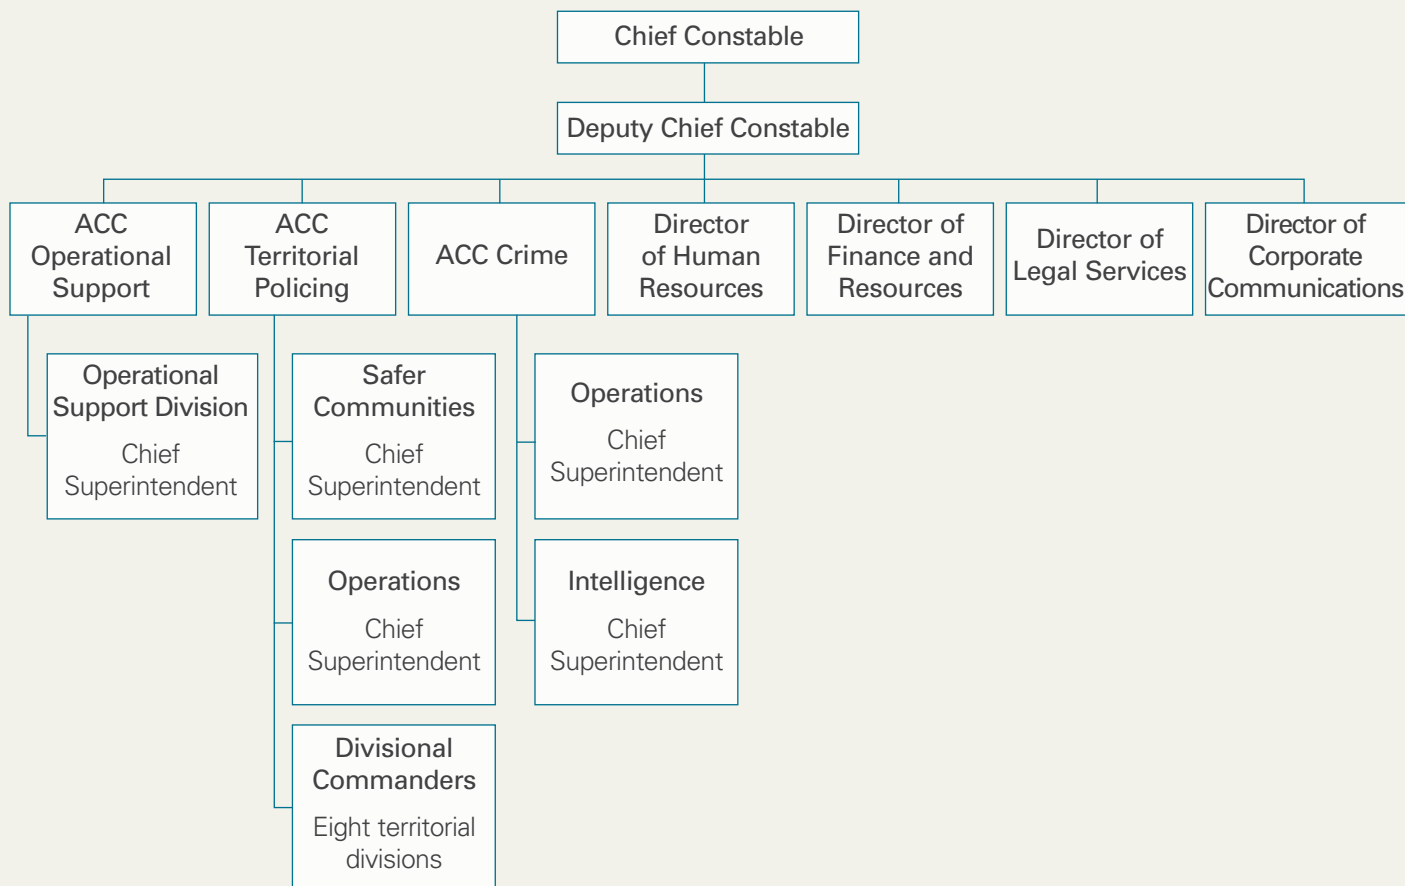 Chief Constable
Deputy Chief Constable
ACC
Operational
Support
ACC
Territorial
Policing
ACC Crime
Director
of Human
Resources
Director of
Finance and
Resources
Director of
Legal Services
Director of
Corporate
Communications
Operational
Support Division
Chief
Superintendent
Safer
Communities
Chief
Superintendent
Operations
Chief
Superintendent
Divisional
Commanders
Eight territorial
divisions
Operations
Chief
Superintendent
Intelligence
Chief
Superintendent